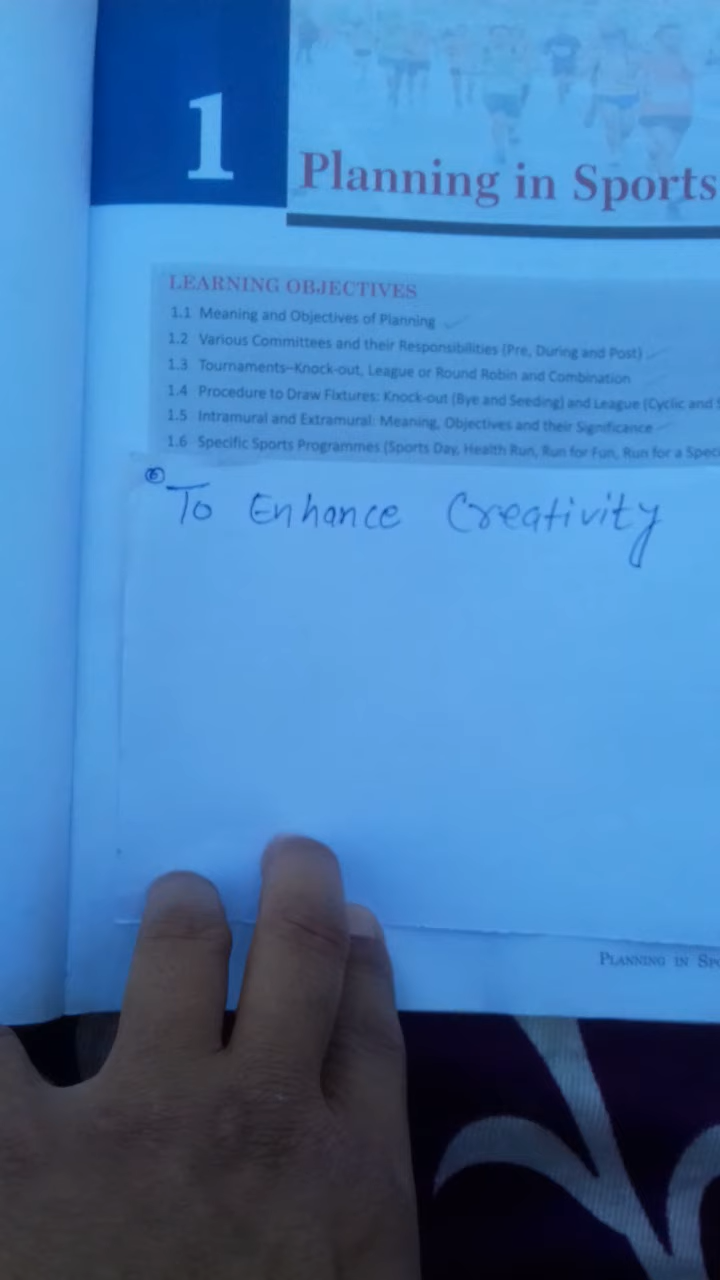 1
Planning in Sports
LEARNING OBJECTIVES
1.1 Meaning and Objectives of Planning
1.2 Various Committees and their Responsibilities (Pre, During and Post)
1.3 Tournaments–Knock-out, League or Round Robin and Combination
1.4 Procedure to Draw Fixtures: Knock-out (Bye and Seeding) and League (Cyclic and
1.5 Intramural and Extramural: Meaning, Objectives and their Significance
1.6 Specific Sports Programmes (Sports Day, Health Run, Run for Fun, Run for a
⑥ To Enhance Creativity
PLANNING IN